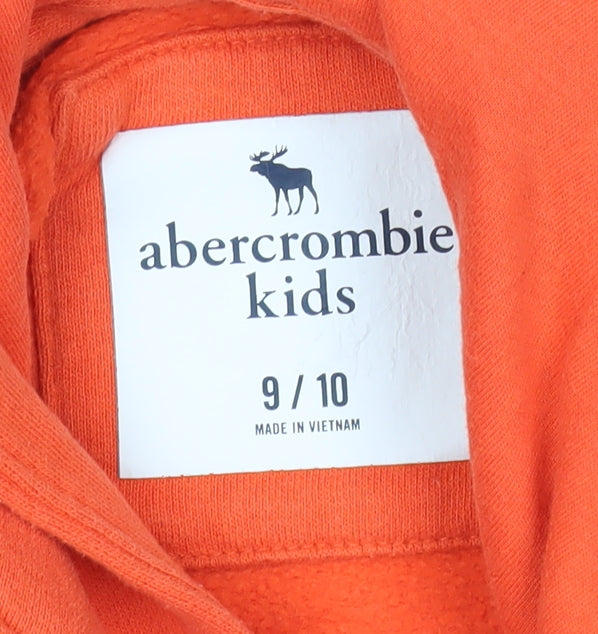 abercrombie
kids
9 / 10
MADE IN VIETNAM